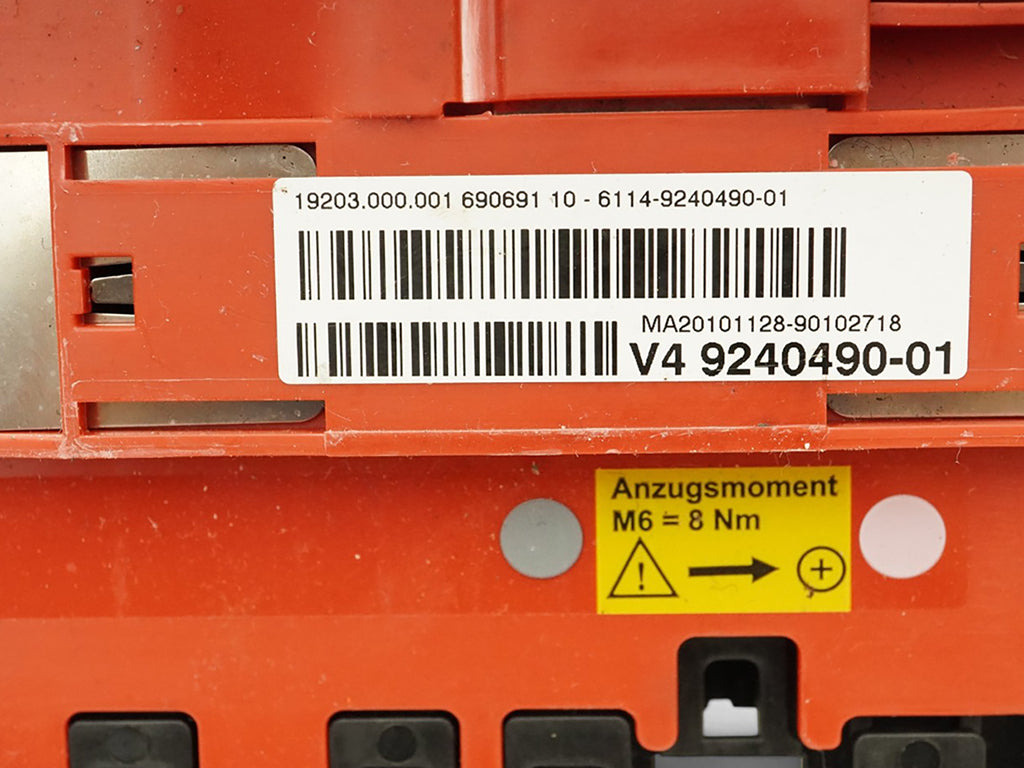 19203.000.001 690691 10 - 6114-9240490-01
MA20101128-90102718
V4 9240490-01
Anzugsmoment
M6 = 8 Nm